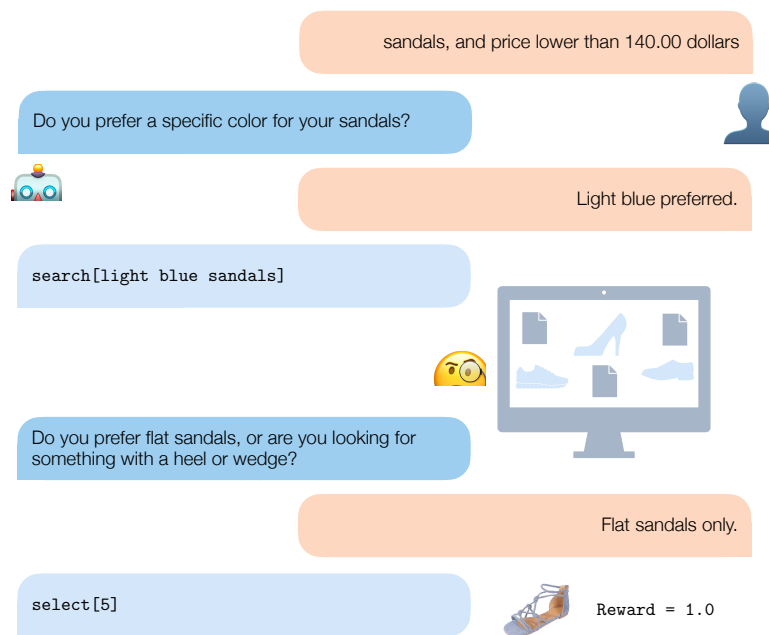 sandals, and price lower than 140.00 dollars
Do you prefer a specific color for your sandals?
Light blue preferred.
search[light blue sandals]
Do you prefer flat sandals, or are you looking for
something with a heel or wedge?
Flat sandals only.
select[5]
Reward = 1.0